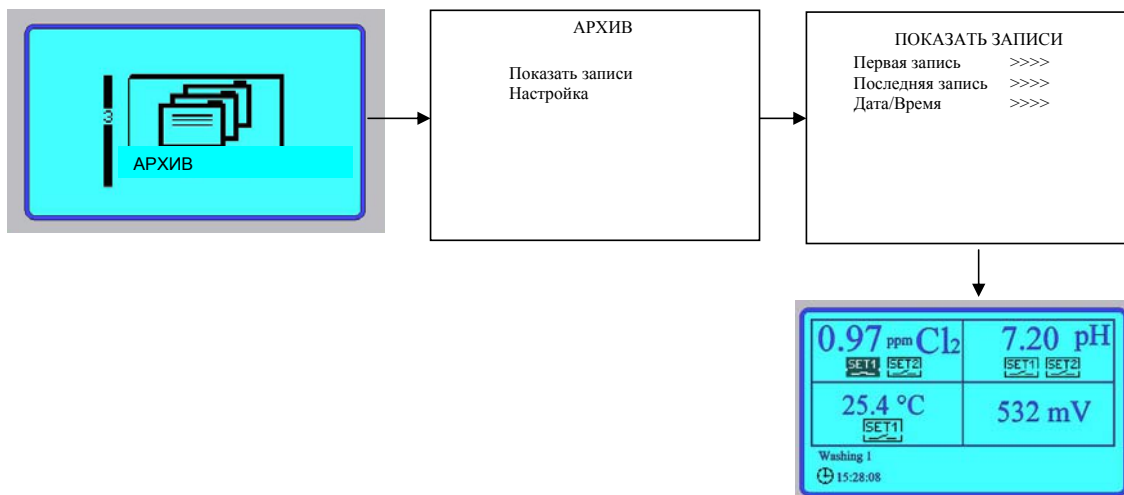 3
АРХИВ
АРХИВ
Показать записи
Настройка
ПОКАЗАТЬ ЗАПИСИ
Первая запись >>>>
Последняя запись >>>>
Дата/Время >>>>
0.97 ppm Cl2
SET1 SET2
7.20 pH
SET1 SET2
25.4 °C
SET1
532 mV
Washing 1
15:28:08